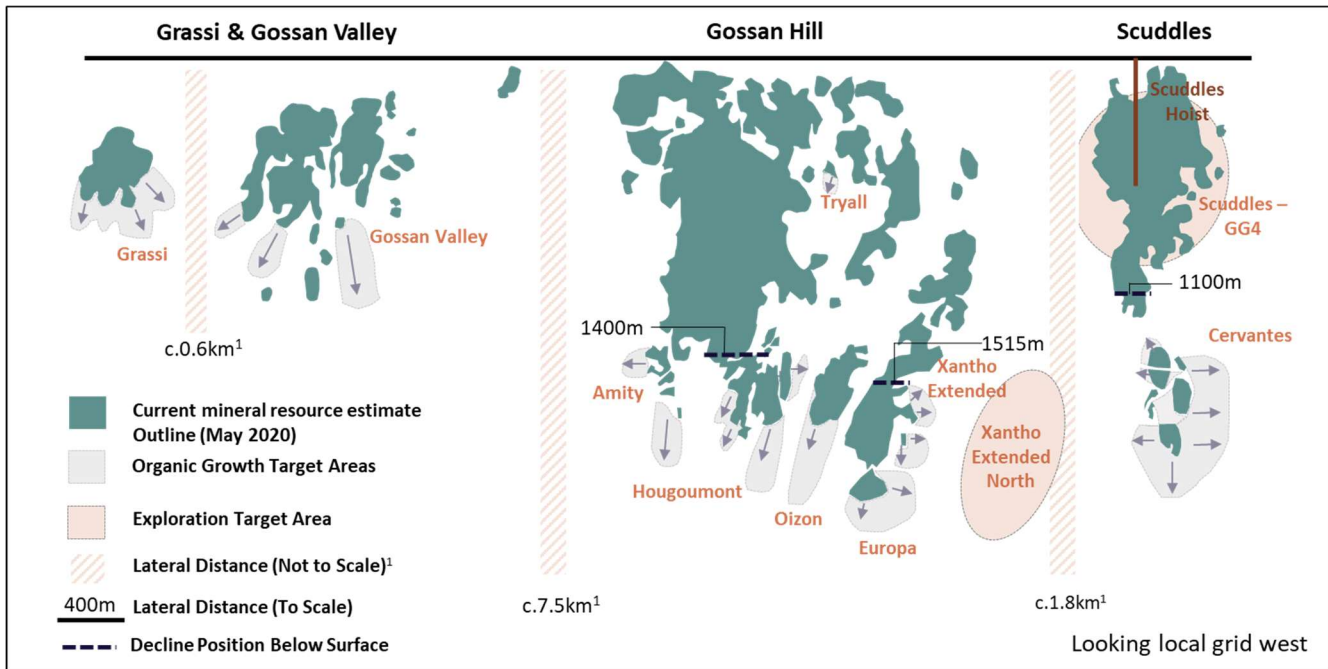 Grassi & Gossan Valley
Gossan Hill
Scuddles
Scuddles
Hoist
Tryall
Scuddles –
GG4
Grassi
Gossan Valley
1100m
1400m
1515m
Cervantes
c.0.6km¹
Xantho
Extended
Amity
Current mineral resource estimate
Outline (May 2020)
Xantho
Extended
North
Organic Growth Target Areas
Hougoumont
Oizon
Exploration Target Area
Europa
Lateral Distance (Not to Scale)¹
400m
Lateral Distance (To Scale)
c.7.5km¹
c.1.8km¹
Decline Position Below Surface
Looking local grid west